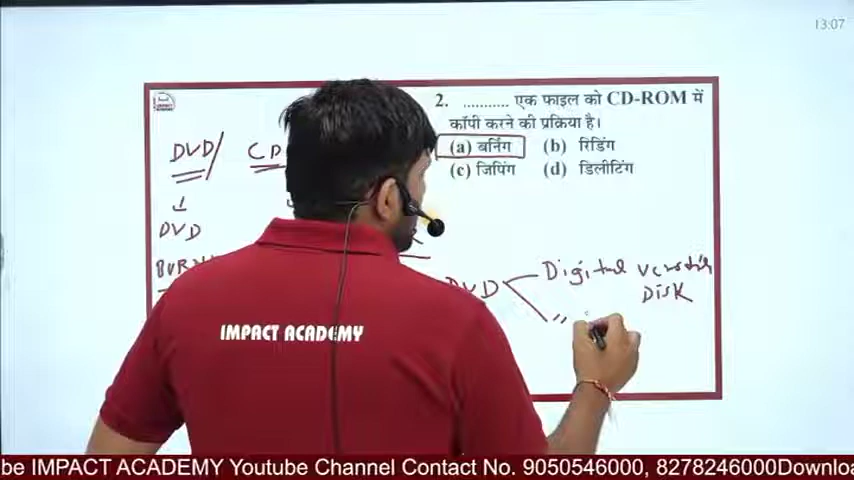 13:07
2. ........... एक फाइल को CD-ROM में
कॉपी करने की प्रक्रिया है।
(a) बर्निंग (b) रिडिंग
(c) जिपिंग (d) डिलीटिंग
DVD/ CD
DVD
DVD Digital
Disk
"
IMPACT ACADEMY
be IMPACT ACADEMY Youtube Channel Contact No. 9050546000, 8278246000Downloa